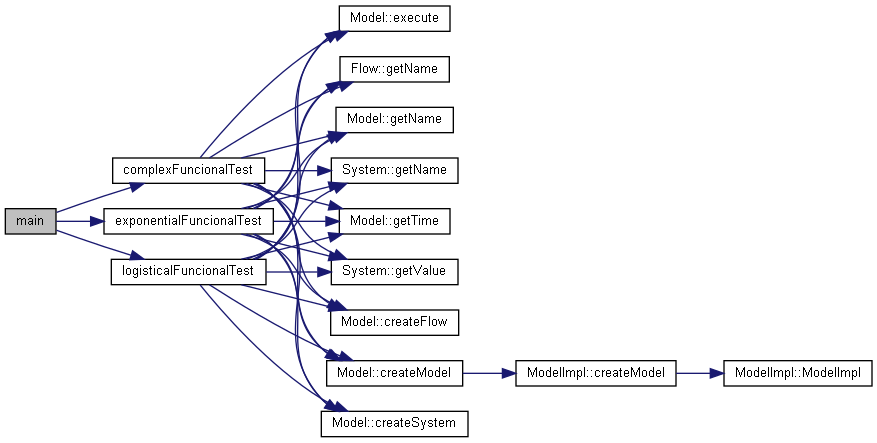 main
complexFuncionalTest
exponentialFuncionalTest
logisticalFuncionalTest
Model::execute
Flow::getName
Model::getName
System::getName
Model::getTime
System::getValue
Model::createFlow
Model::createModel
Model::createSystem
ModelImpl::createModel
ModelImpl::ModelImpl